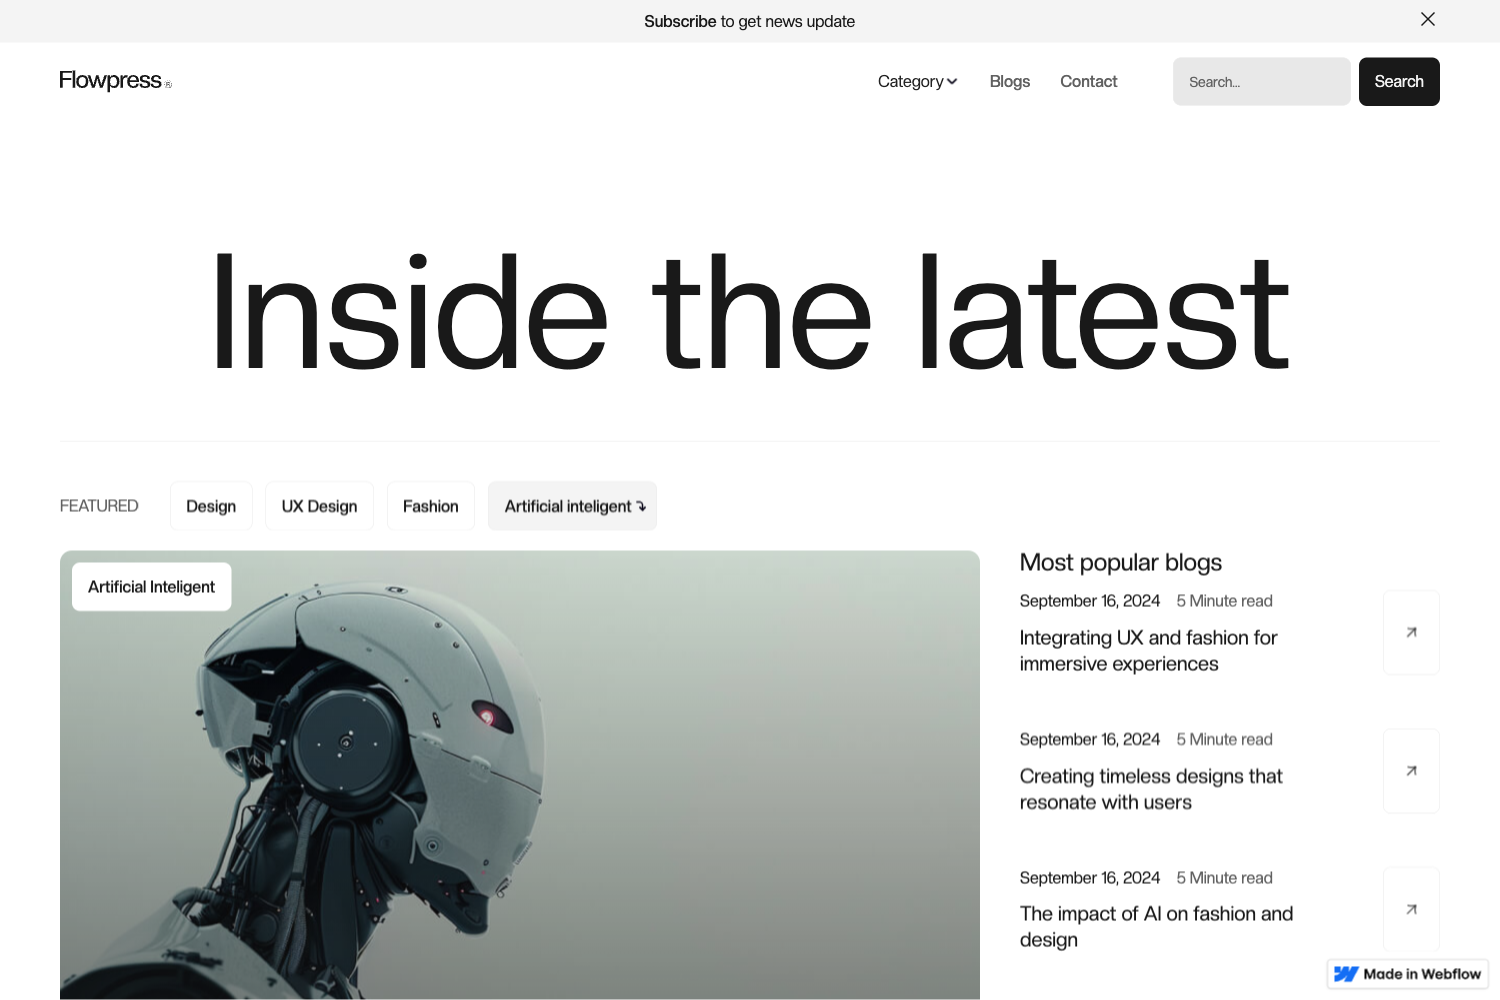 Subscribe to get news update
Flowpress ®
Category
Blogs
Contact
Search...
Search
Inside the latest
FEATURED
Design
UX Design
Fashion
Artificial inteligent
Artificial Inteligent
Most popular blogs
September 16, 2024 5 Minute read
Integrating UX and fashion for
immersive experiences
September 16, 2024 5 Minute read
Creating timeless designs that
resonate with users
September 16, 2024 5 Minute read
The impact of AI on fashion and
design
Made in Webflow